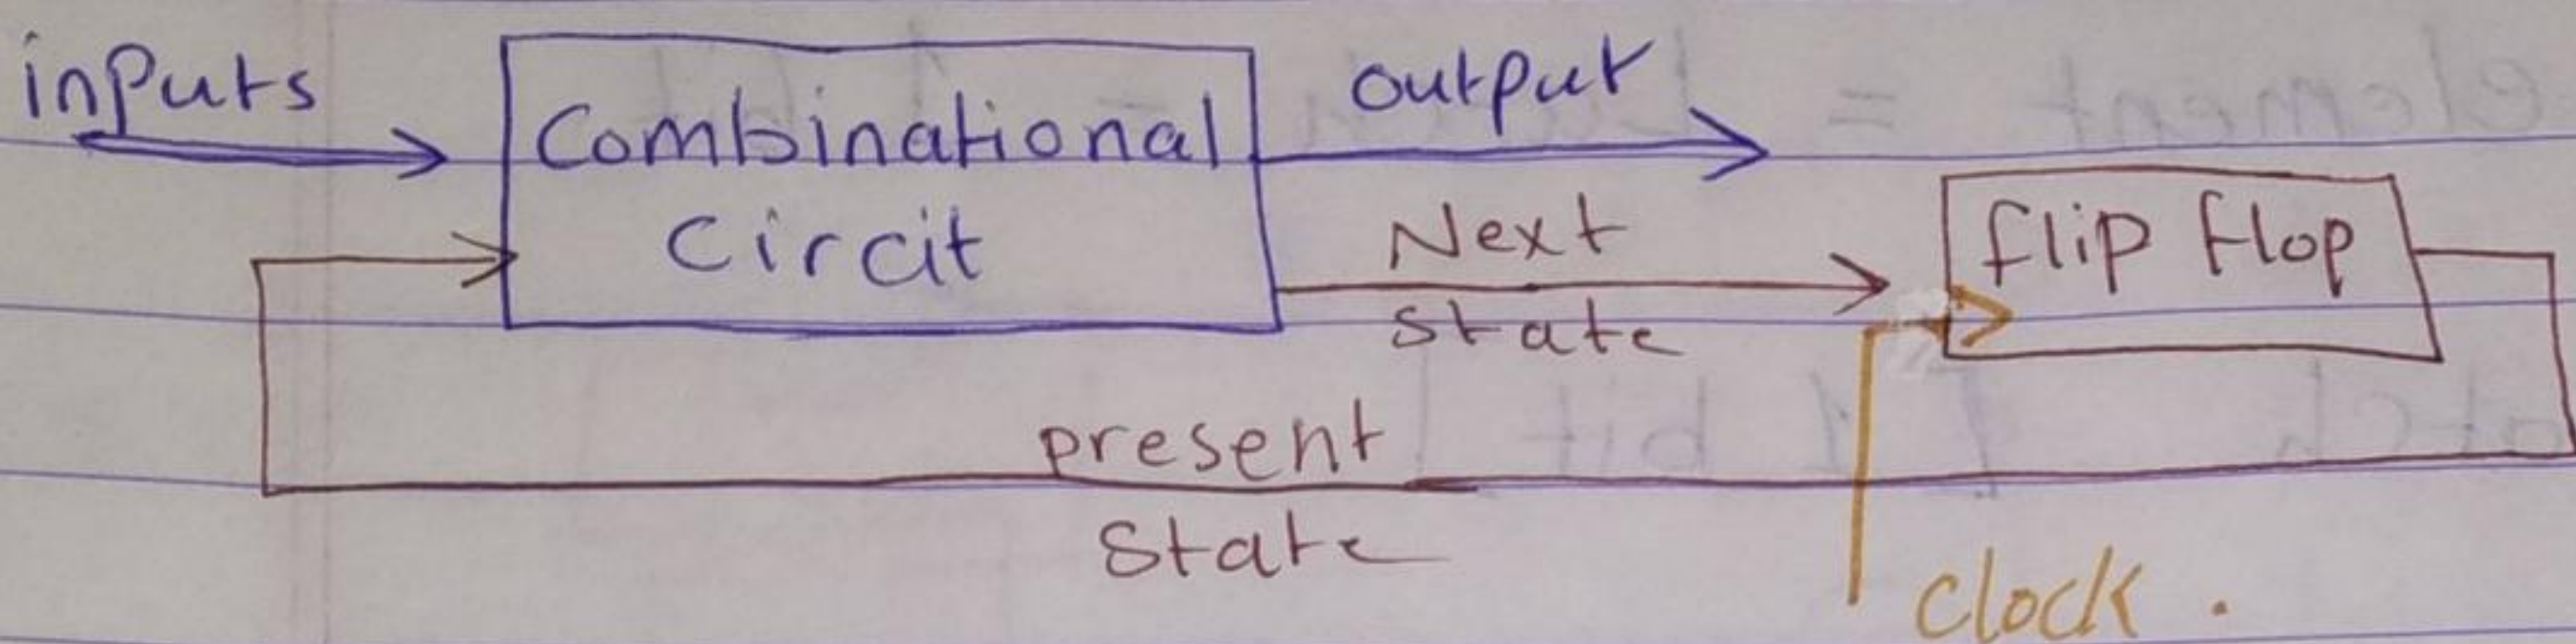 inputs
Combinational
Circit
output
Next
State
flip flop
present
State
clock.